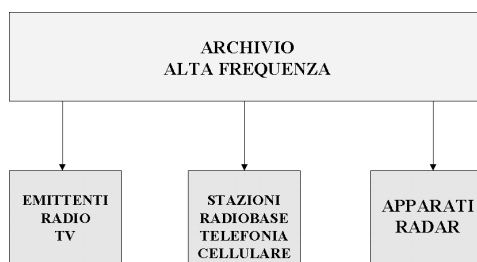 ARCHIVIO
ALTA FREQUENZA
EMITTENTI
RADIO
TV
STAZIONI
RADIOBASE
TELEFONIA
CELLULARE
APPARATI
RADAR